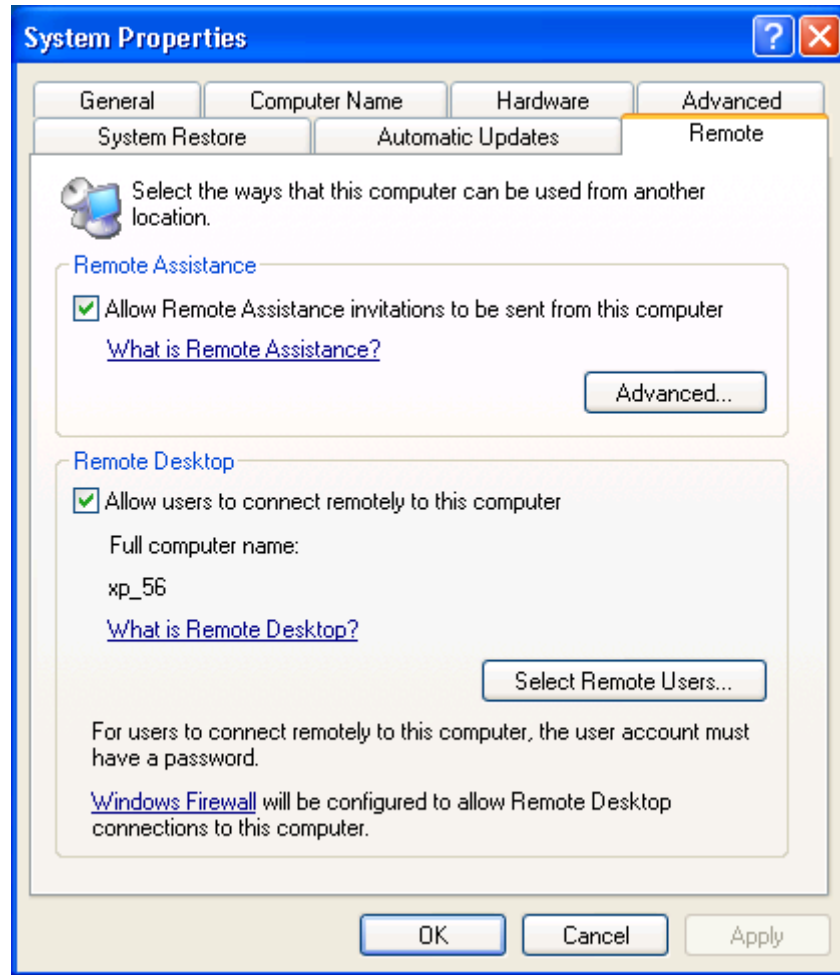 System Properties
General
Computer Name
Hardware
Advanced
System Restore
Automatic Updates
Remote
Select the ways that this computer can be used from another
location.
Remote Assistance
Allow Remote Assistance invitations to be sent from this computer
What is Remote Assistance?
Advanced...
Remote Desktop
Allow users to connect remotely to this computer
Full computer name:
xp_56
What is Remote Desktop?
Select Remote Users...
For users to connect remotely to this computer, the user account must
have a password.
Windows Firewall will be configured to allow Remote Desktop
connections to this computer.
OK
Cancel
Apply